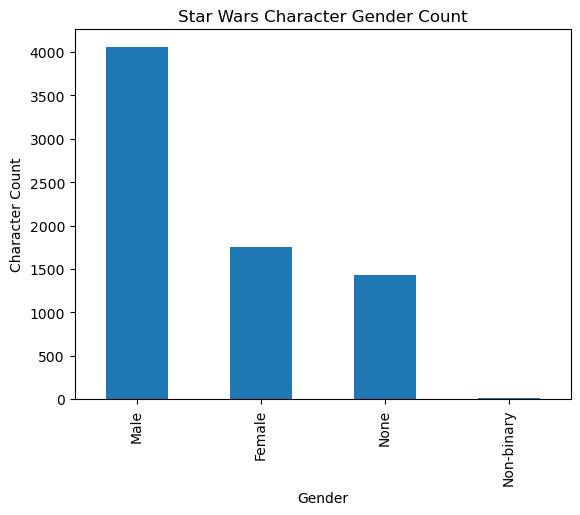 Star Wars Character Gender Count
Character Count
4000
3500
3000
2500
2000
1500
1000
500
0
Male
Female
None
Non-binary
Gender